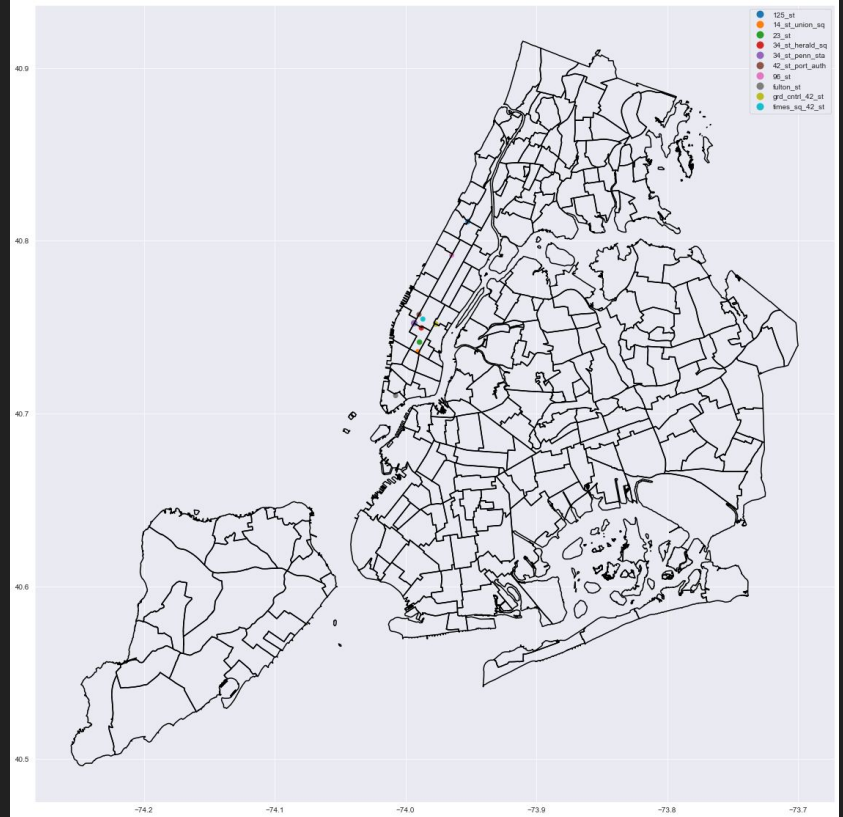 125_st
14_st_union_sq
23_st
34_st_herald_sq
34_st_penn_sta
42_st_port_auth
96_st
fulton_st
grd_cntrl_42_st
times_sq_42_st
40.9
40.8
40.7
40.6
40.5
−74.2
−74.1
−74.0
−73.9
−73.8
−73.7